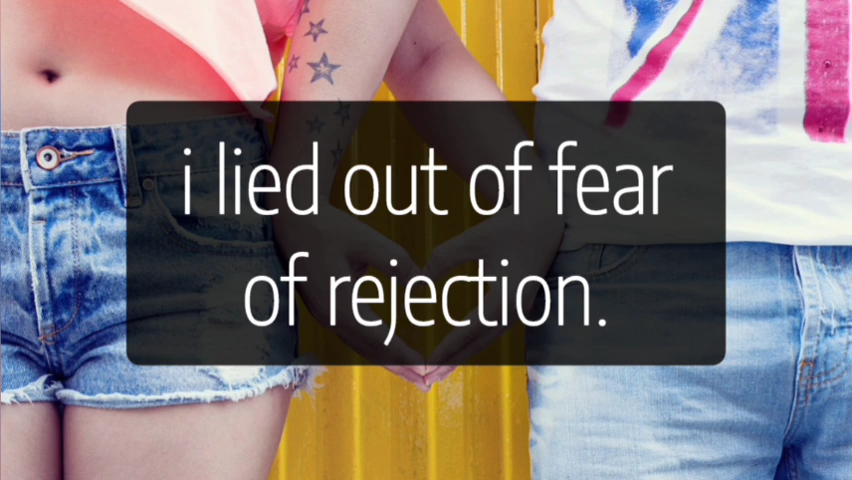 i lied out of fear
of rejection.